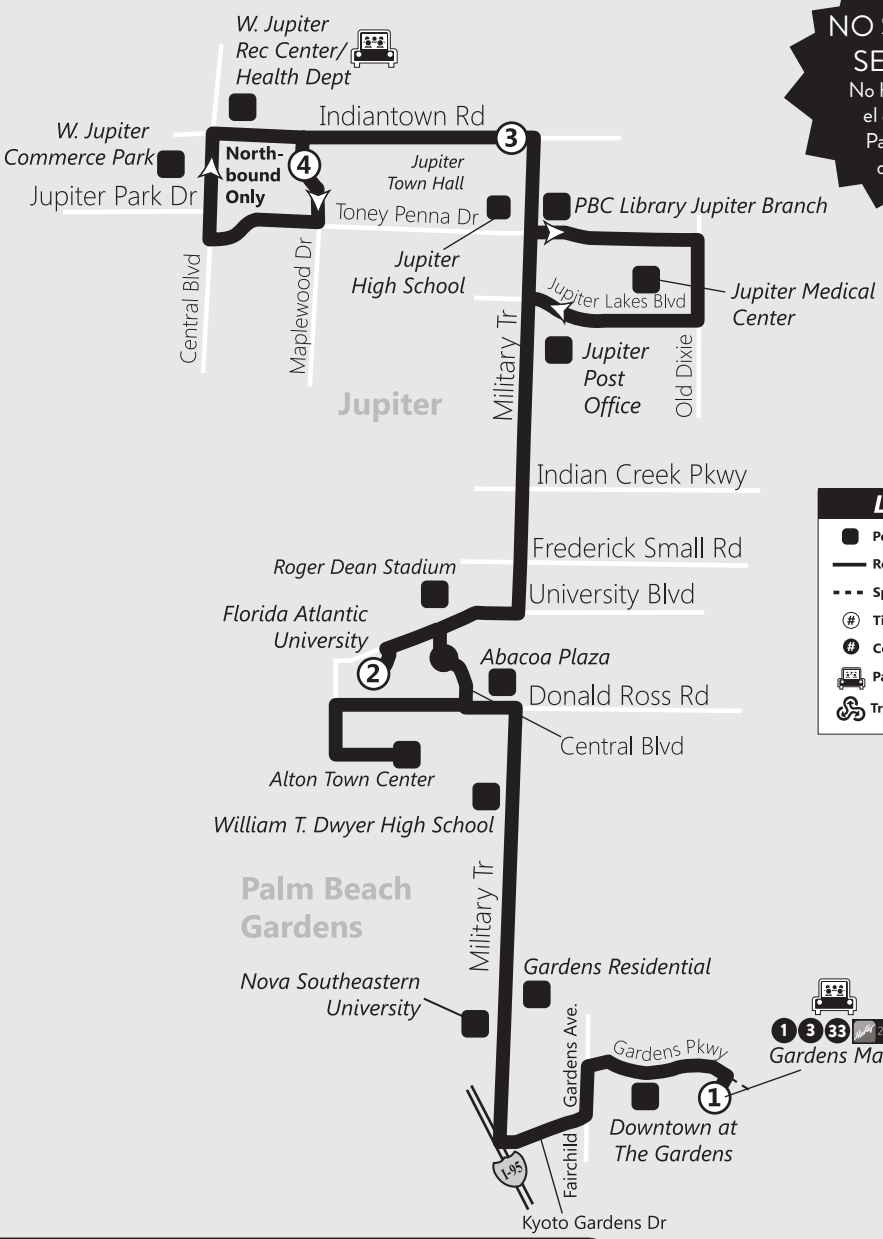 W. Jupiter
Rec Center/
Health Dept
NO
No
el
Indiantown Rd
W. Jupiter
Commerce Park
3
North-
bound
Only
4
Jupiter
Town Hall
Jupiter Park Dr
Toney Penna Dr
PBC Library Jupiter Branch
Jupiter
High School
Jupiter Lakes Blvd
Jupiter Medical
Center
Central Blvd
Maplewood Dr
Military Tr
Jupiter
Post
Office
Old Dixie
Jupiter
Indian Creek Pkwy
Frederick Small Rd
Roger Dean Stadium
University Blvd
Florida Atlantic
University
2
Abacoa Plaza
Donald Ross Rd
Central Blvd
Alton Town Center
William T. Dwyer High School
#
#
Palm Beach
Gardens
Military Tr
Nova Southeastern
University
Gardens Residential
Fairchild Gardens Ave.
Gardens Pkwy
1 3 33
Gardens
1
Downtown at
The Gardens
I-95
Kyoto Gardens Dr